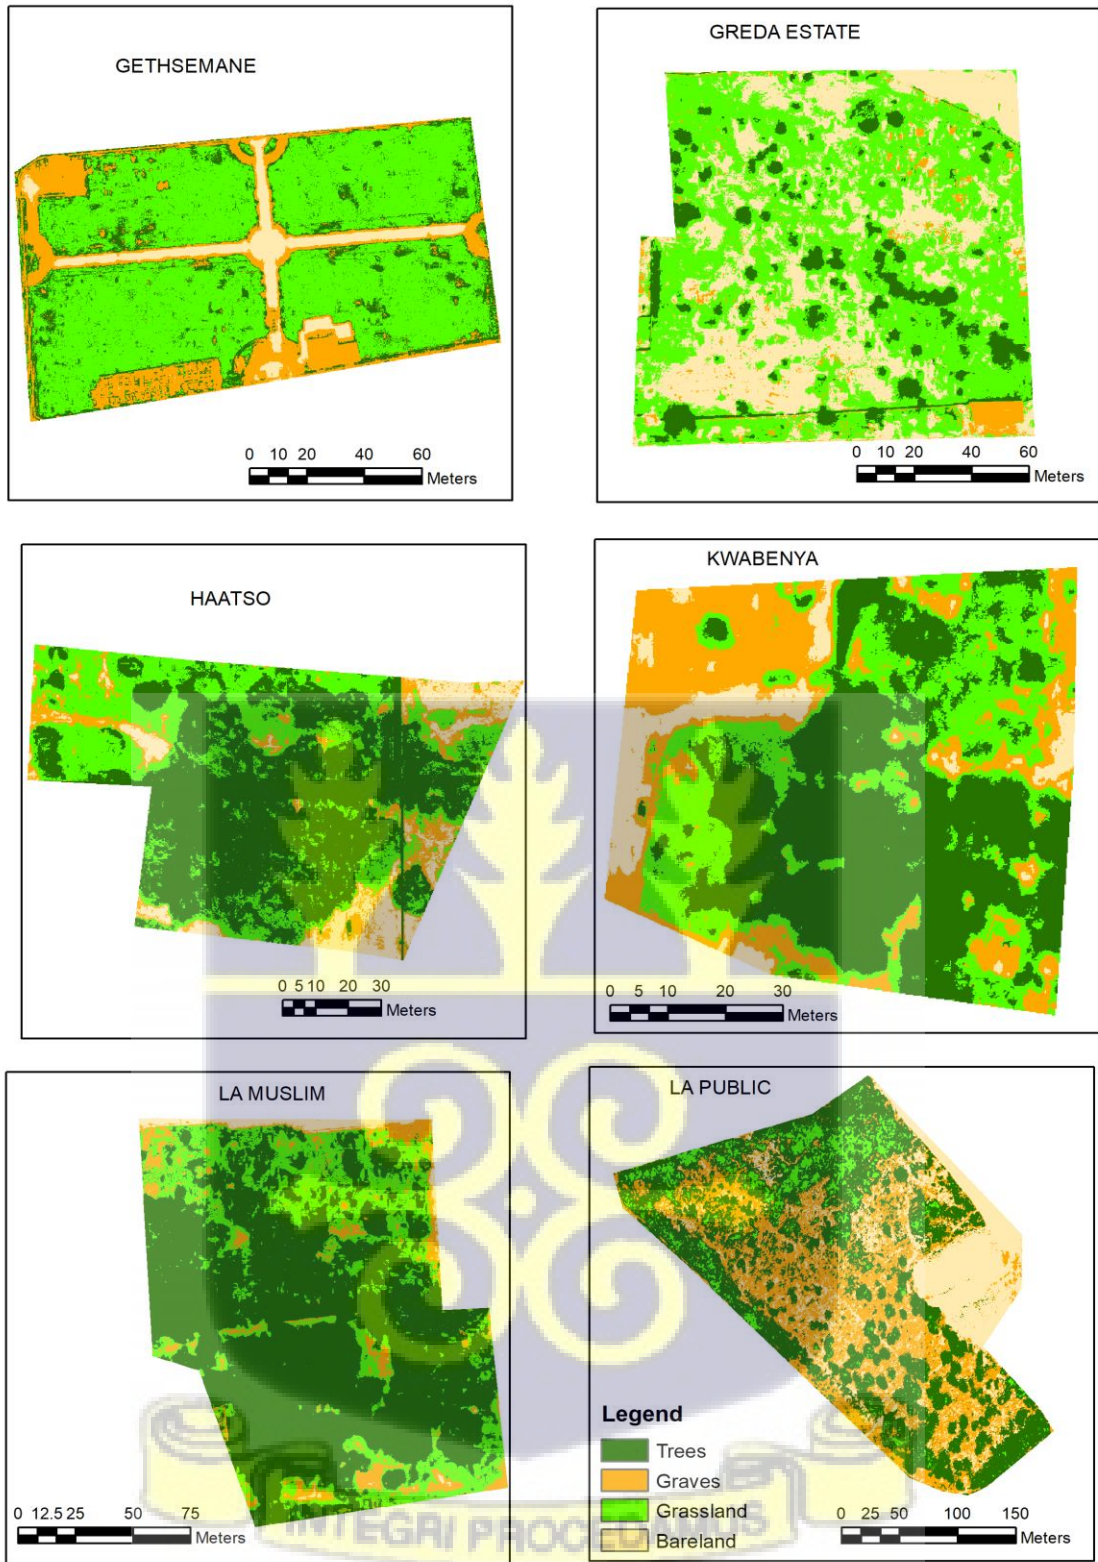 GETHSEMANE
0 10 20 40 60
Meters
GREDA ESTATE
0 10 20 40 60
Meters
HAATSO
0 5 10 20 30
Meters
KWABENYA
0 5 10 20 30
Meters
LA MUSLIM
0 12.5 25 50 75
Meters
LA PUBLIC
Legend
Trees
Graves
Grassland
Bareland
0 25 50 100 150
Meters
INTEGRI PROCEDAMUS